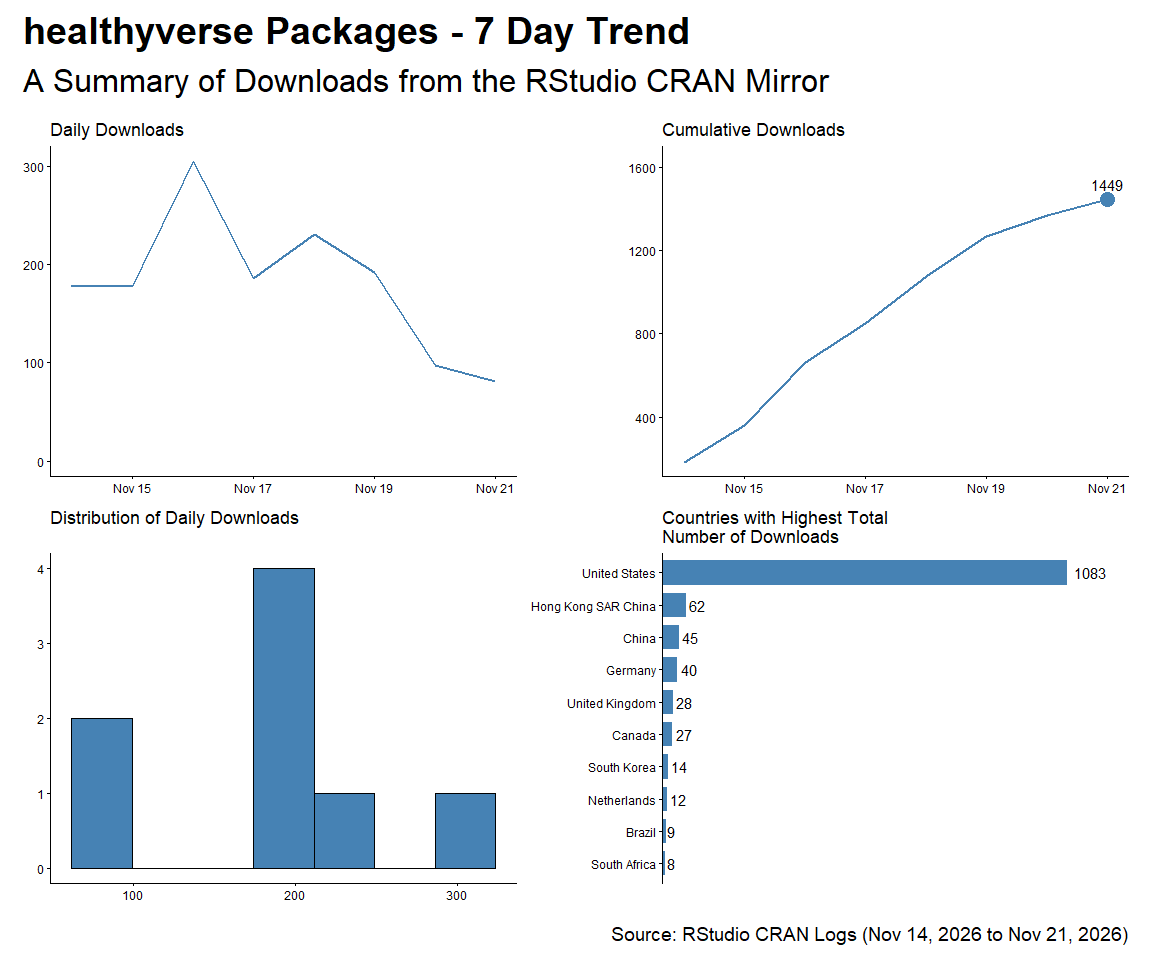 healthyverse Packages - 7 Day Trend
A Summary of Downloads from the RStudio CRAN Mirror
Daily Downloads
300
200
100
0
Nov 15
Nov 17
Nov 19
Nov 21
Cumulative Downloads
1600
1200
800
400
1449
Nov 15
Nov 17
Nov 19
Nov 21
Distribution of Daily Downloads
4
3
2
1
0
100
200
300
Countries with Highest Total
Number of Downloads
United States 1083
Hong Kong SAR China 62
China 45
Germany 40
United Kingdom 28
Canada 27
South Korea 14
Netherlands 12
Brazil 9
South Africa 8
Source: RStudio CRAN Logs (Nov 14, 2026 to Nov 21, 2026)